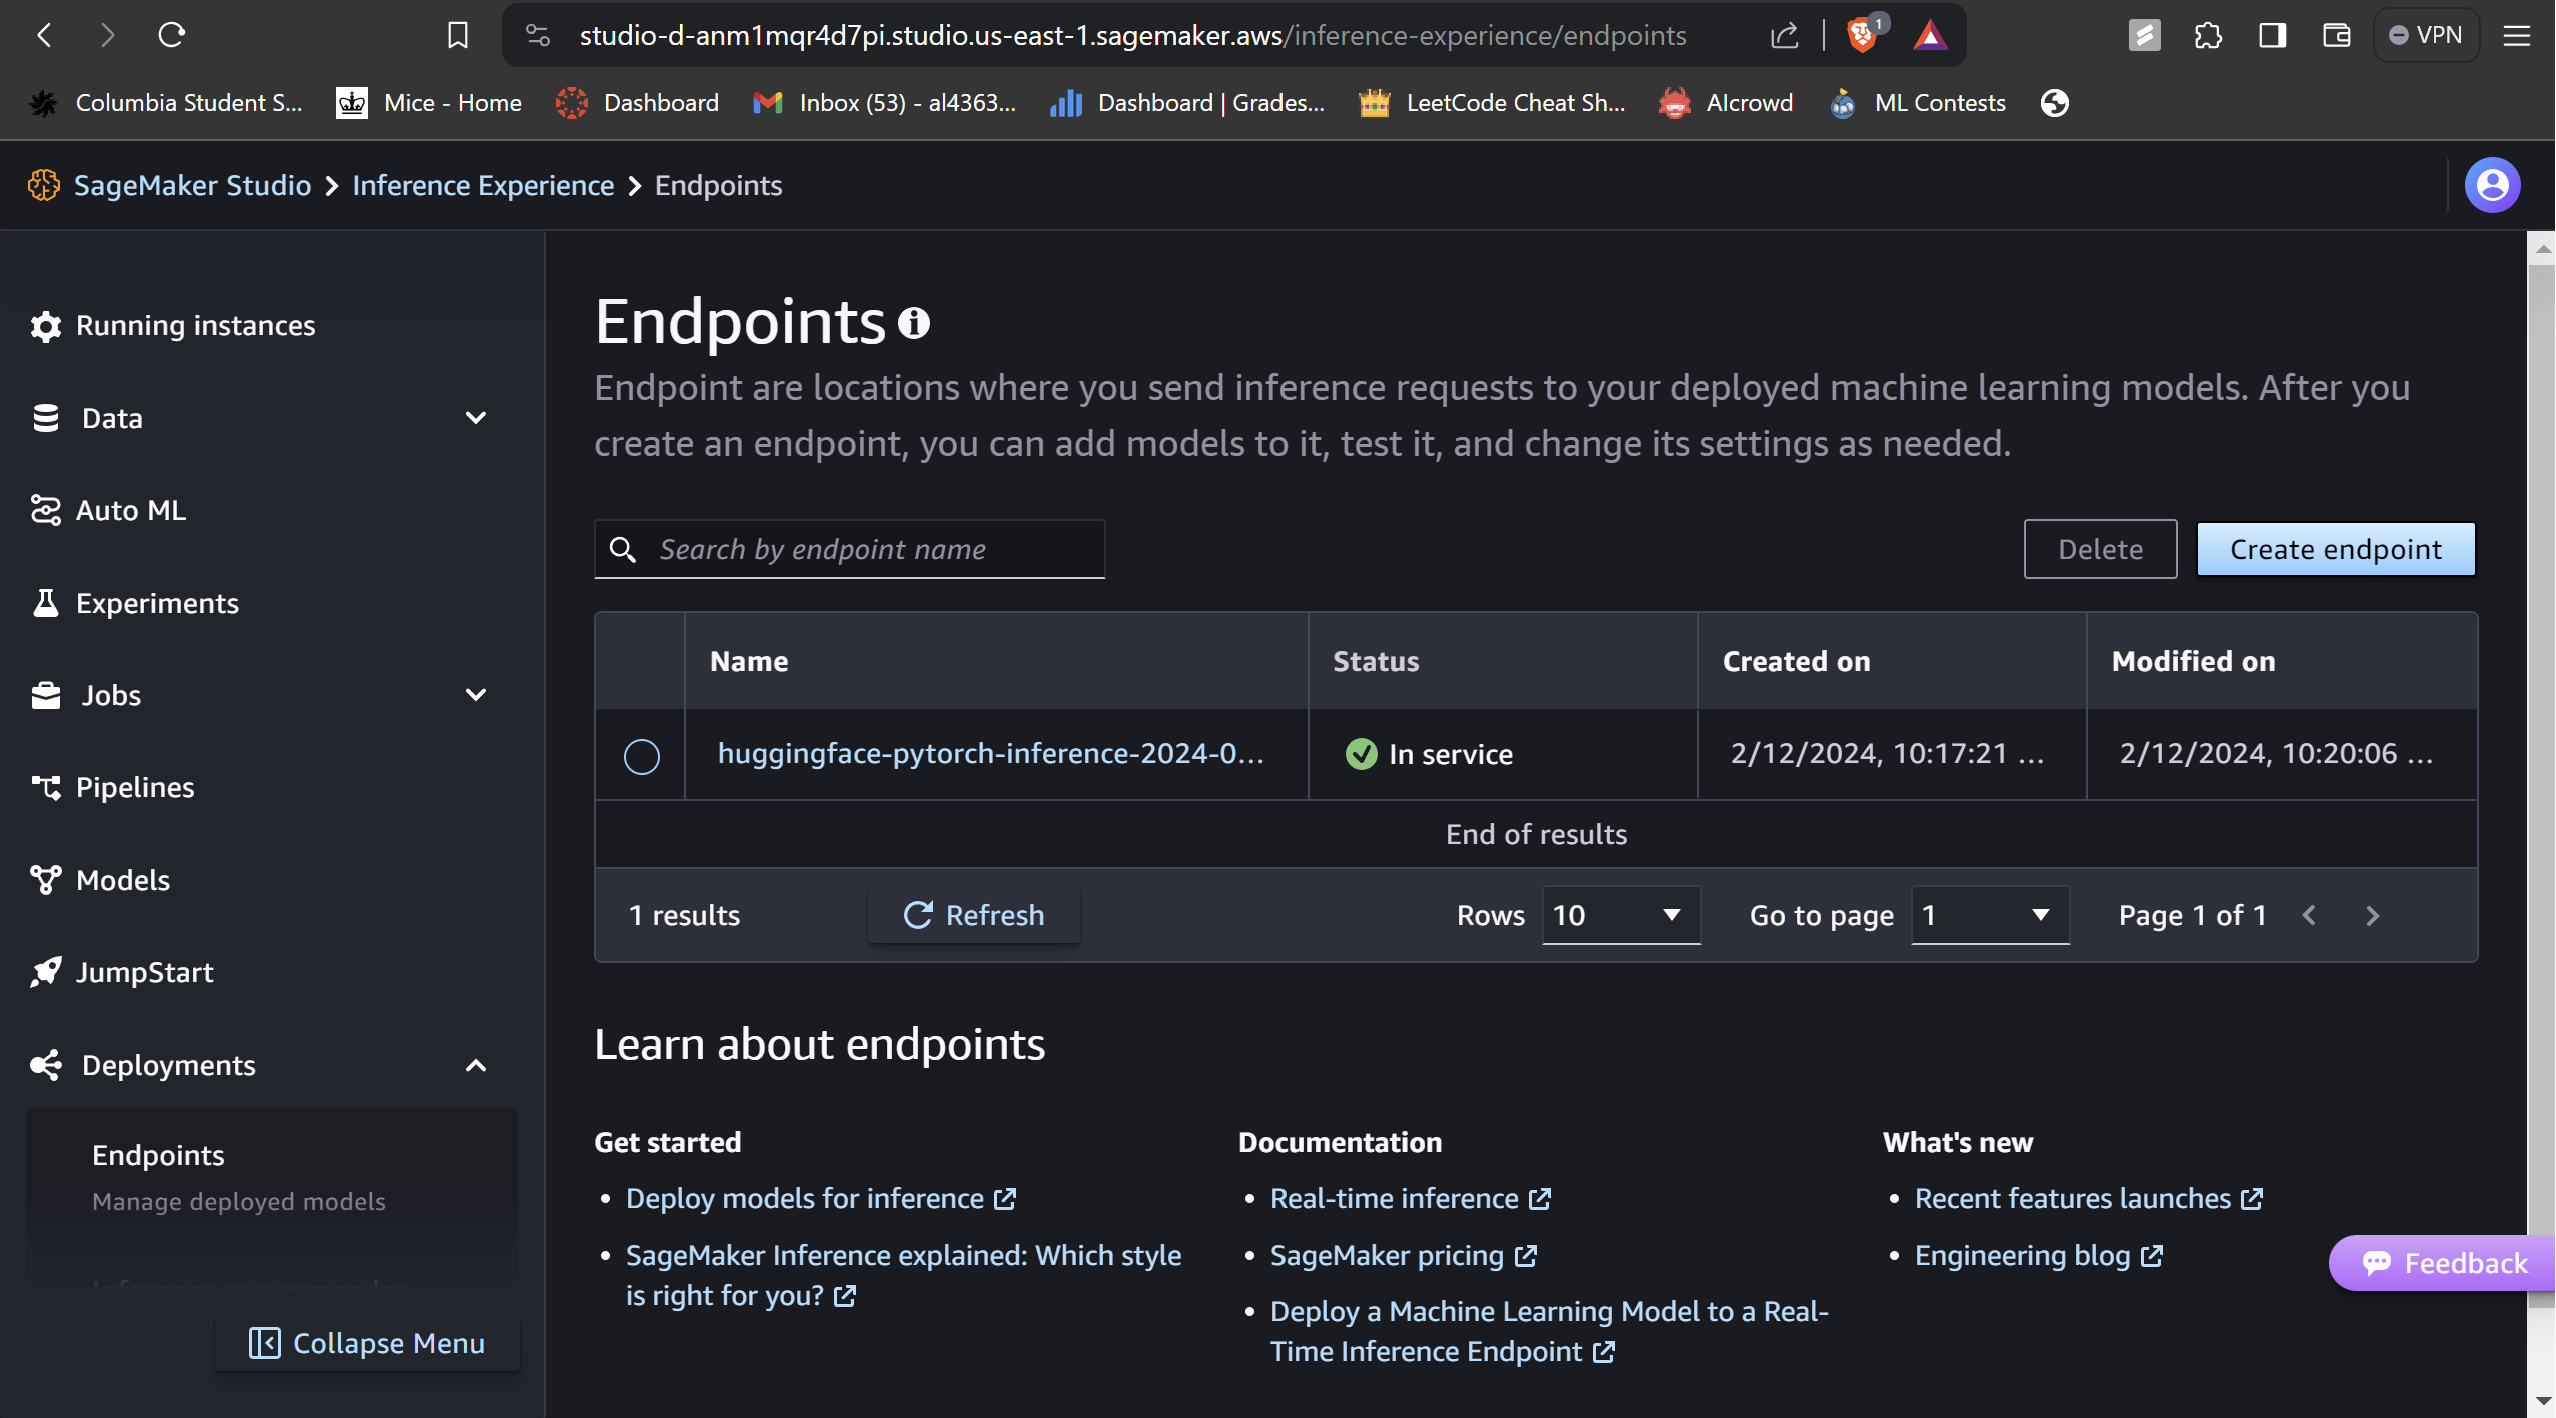 studio-d-anm1mqr4d7pi.studio.us-east-1.sagemaker.aws/inference-experience/endpoints
1
VPN
Columbia Student S...
Mice - Home
Dashboard
Inbox (53) - al4363...
Dashboard | Grades...
LeetCode Cheat Sh...
AIcrowd
ML Contests
SageMaker Studio
Inference Experience
Endpoints
Running instances
Data
Auto ML
Experiments
Jobs
Pipelines
Models
JumpStart
Deployments
Endpoints
Manage deployed models
Inference recommender
Collapse Menu
Endpoints
Endpoint are locations where you send inference requests to your deployed machine learning models. After you
create an endpoint, you can add models to it, test it, and change its settings as needed.
Search by endpoint name
Delete
Create endpoint
Name Status Created on Modified on
huggingface-pytorch-inference-2024-0... In service 2/12/2024, 10:17:21 ... 2/12/2024, 10:20:06 ...
End of results
1 results Refresh Rows 10 Go to page 1 Page 1 of 1
Learn about endpoints
Get started
Deploy models for inference
SageMaker Inference explained: Which style
is right for you?
Documentation
Real-time inference
SageMaker pricing
Deploy a Machine Learning Model to a Real-
Time Inference Endpoint
What's new
Recent features launches
Engineering blog
Feedback